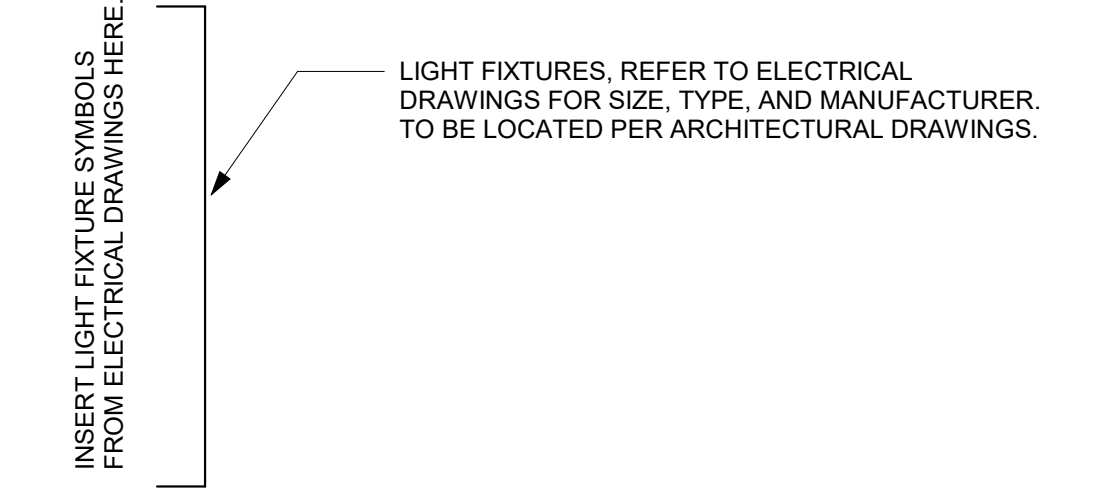 INSERT LIGHT FIXTURE SYMBOLS
FROM ELECTRICAL DRAWINGS HERE.
LIGHT FIXTURES, REFER TO ELECTRICAL
DRAWINGS FOR SIZE, TYPE, AND MANUFACTURER.
TO BE LOCATED PER ARCHITECTURAL DRAWINGS.